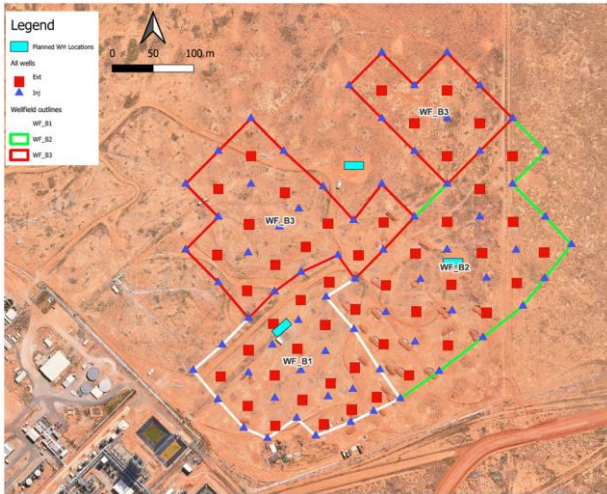 Legend
Planned WH Locations
All wells
Ext
Inj
Wellfield outlines
WF_B1
WF_B2
WF_B3
0 50 100 m
WF_B3
WF_B3
WF_B2
WF_B1